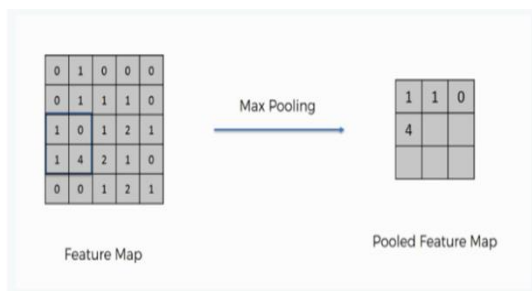 0 1 0 0 0
0 1 1 1 0
1 0 1 2 1
1 4 2 1 0
0 0 1 2 1
Feature Map
Max Pooling
1 1 0
4
Pooled Feature Map